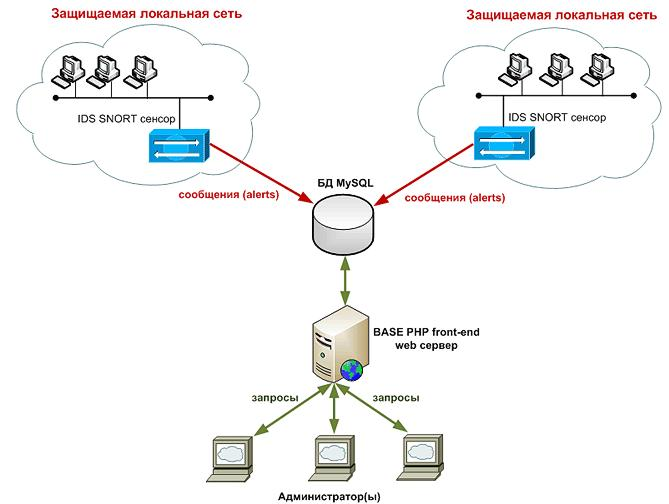 Защищаемая локальная сеть
Защищаемая локальная сеть
IDS SNORT сенсор
IDS SNORT сенсор
БД MySQL
сообщения (alerts)
сообщения (alerts)
BASE PHP front-end
web сервер
запросы
запросы
Администратор(ы)